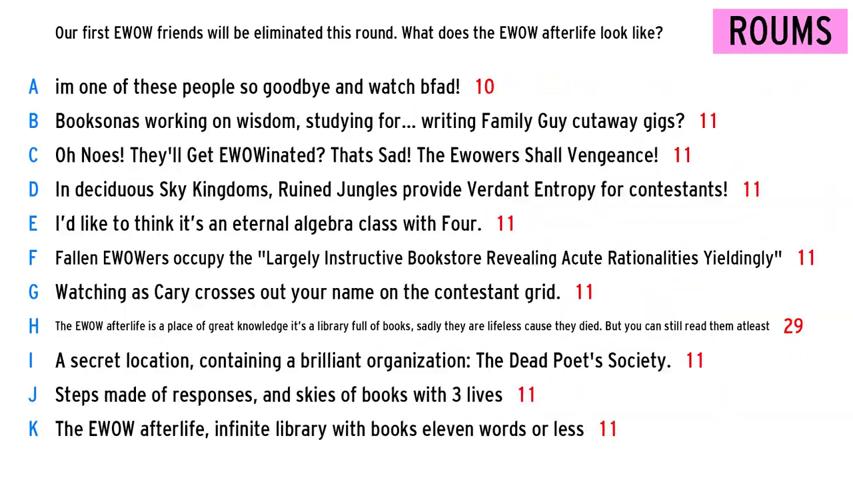 Our first EWOW friends will be eliminated this round. What does the EWOW afterlife look like?
ROUMS
A im one of these people so goodbye and watch bfad! 10
B Booksonas working on wisdom, studying for... writing Family Guy cutaway gigs? 11
C Oh Noes! They'll Get EWOWinated? Thats Sad! The Ewowers Shall Vengeance! 11
D In deciduous Sky Kingdoms, Ruined Jungles provide Verdant Entropy for contestants! 11
E I'd like to think it's an eternal algebra class with Four. 11
F Fallen EWOWers occupy the "Largely Instructive Bookstore Revealing Acute Rationalities Yieldingly" 11
G Watching as Cary crosses out your name on the contestant grid. 11
H The EWOW afterlife is a place of great knowledge it's a library full of books, sadly they are lifeless cause they died. But you can still read them atleast 29
I A secret location, containing a brilliant organization: The Dead Poet's Society. 11
J Steps made of responses, and skies of books with 3 lives 11
K The EWOW afterlife, infinite library with books eleven words or less 11